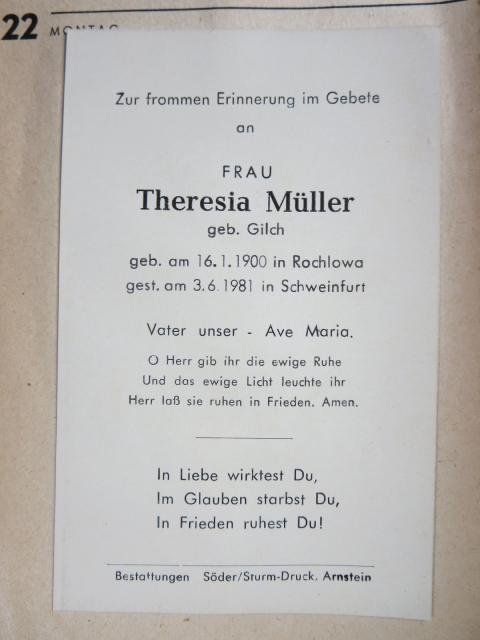 22 MONTAG
Zur frommen Erinnerung im Gebete
an
FRAU
Theresia Müller
geb. Gilch
geb. am 16.1.1900 in Rochlowa
gest. am 3.6.1981 in Schweinfurt
Vater unser - Ave Maria.
O Herr gib ihr die ewige Ruhe
Und das ewige Licht leuchte ihr
Herr laß sie ruhen in Frieden. Amen.
In Liebe wirktest Du,
Im Glauben starbst Du,
In Frieden ruhest Du!
Bestattungen Söder/Sturm-Druck. Arnstein